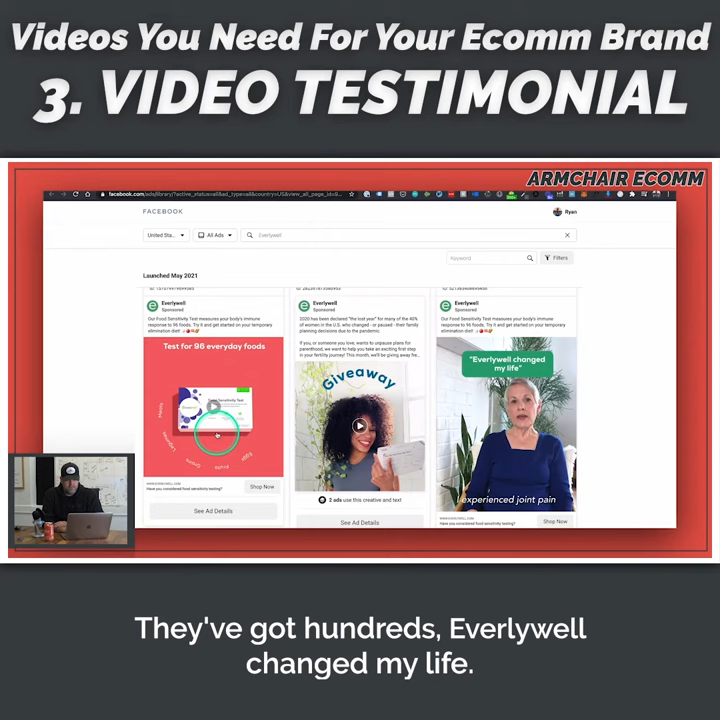 Videos You Need For Your Ecomm Brand
3. VIDEO TESTIMONIAL
ARMCHAIR ECOMM
FACEBOOK
Ryan
United Sta...
All Ads
Everlywell
Keyword
Filters
Launched May 2021
Everlywell
Sponsored
Our Food Sensitivity Test measures your body's immune
response to 96 foods. Try it and get started on your temporary
elimination diet!
Test for 96 everyday foods
Meats
Grains
Fruits
Eggs
Have you considered food sensitivity testing?
Shop Now
See Ad Details
Everlywell
Sponsored
2020 has been declared "the lost year" for many of the 40%
of women in the U.S. who changed - or paused - their family
planning decisions due to the pandemic.
If you, or someone you love, wants to unpause plans for
parenthood, we want to help you take an exciting first step
in your fertility journey! This month, we'll be giving away fre...
Giveaway
2 ads use this creative and text
See Ad Details
Everlywell
Sponsored
Our Food Sensitivity Test measures your body's immune
response to 96 foods. Try it and get started on your temporary
elimination diet!
"Everlywell changed
my life"
I experienced joint pain
Have you considered food sensitivity testing?
Shop Now
They've got hundreds, Everlywell
changed my life.